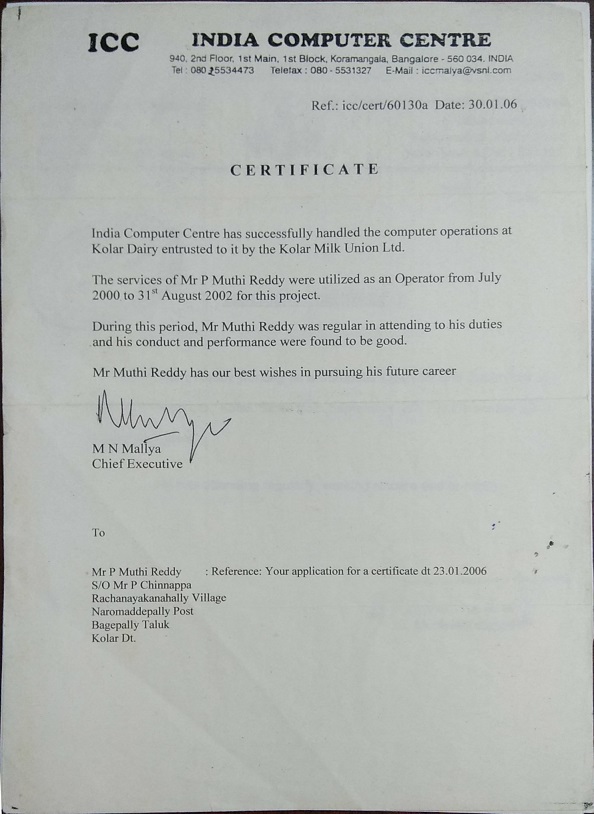 ICC INDIA COMPUTER CENTRE
940, 2nd Floor, 1st Main, 1st Block, Koramangala, Bangalore - 560 034. INDIA
Tel : 080 25534473 Telefax : 080 - 5531327 E-Mail : iccmalya@vsnl.com
Ref.: icc/cert/60130a Date: 30.01.06
CERTIFICATE
India Computer Centre has successfully handled the computer operations at
Kolar Dairy entrusted to it by the Kolar Milk Union Ltd.
The services of Mr P Muthi Reddy were utilized as an Operator from July
2000 to 31st August 2002 for this project.
During this period, Mr Muthi Reddy was regular in attending to his duties
and his conduct and performance were found to be good.
Mr Muthi Reddy has our best wishes in pursuing his future career
M N Mallya
Chief Executive
To
Mr P Muthi Reddy : Reference: Your application for a certificate dt 23.01.2006
S/O Mr P Chinnappa
Rachanayakanahally Village
Naromaddepally Post
Bagepally Taluk
Kolar Dt.